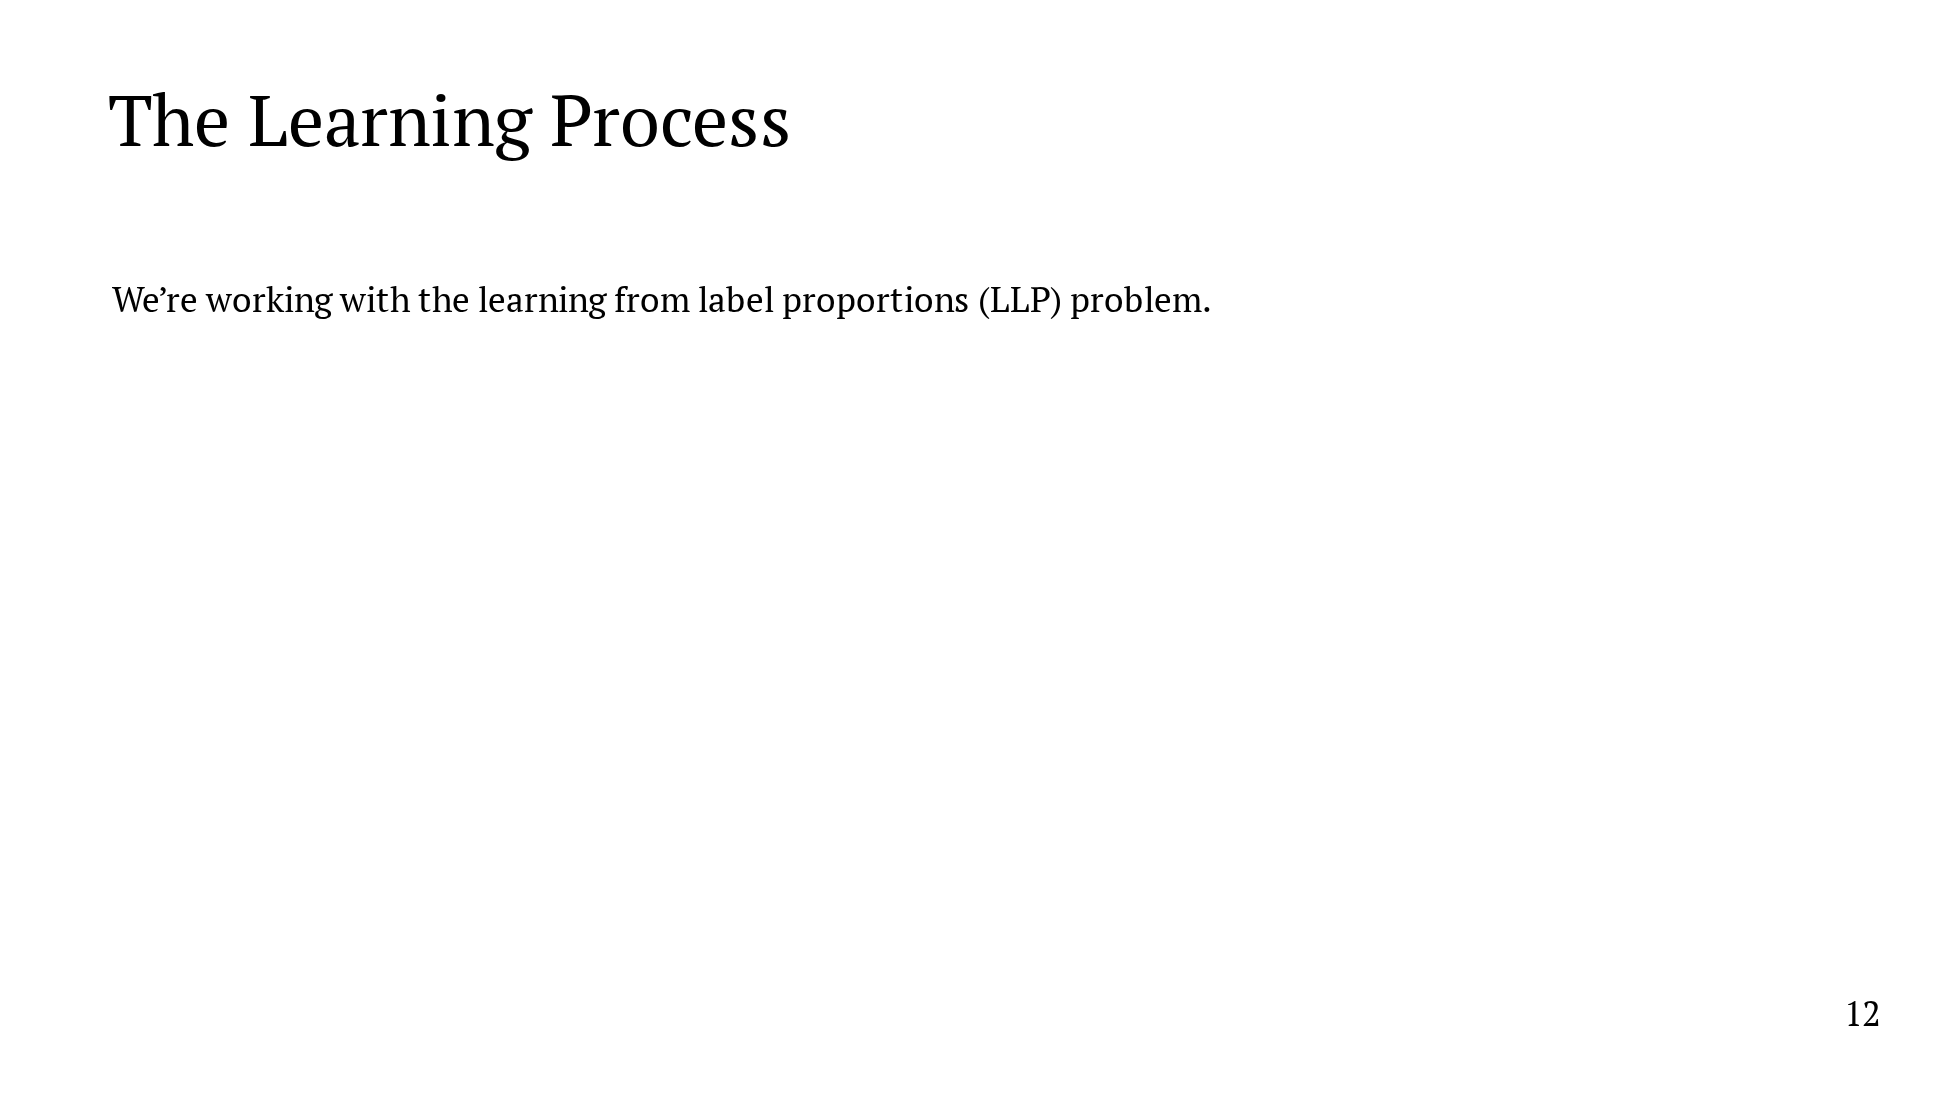 The Learning Process
We’re working with the learning from label proportions (LLP) problem.
12